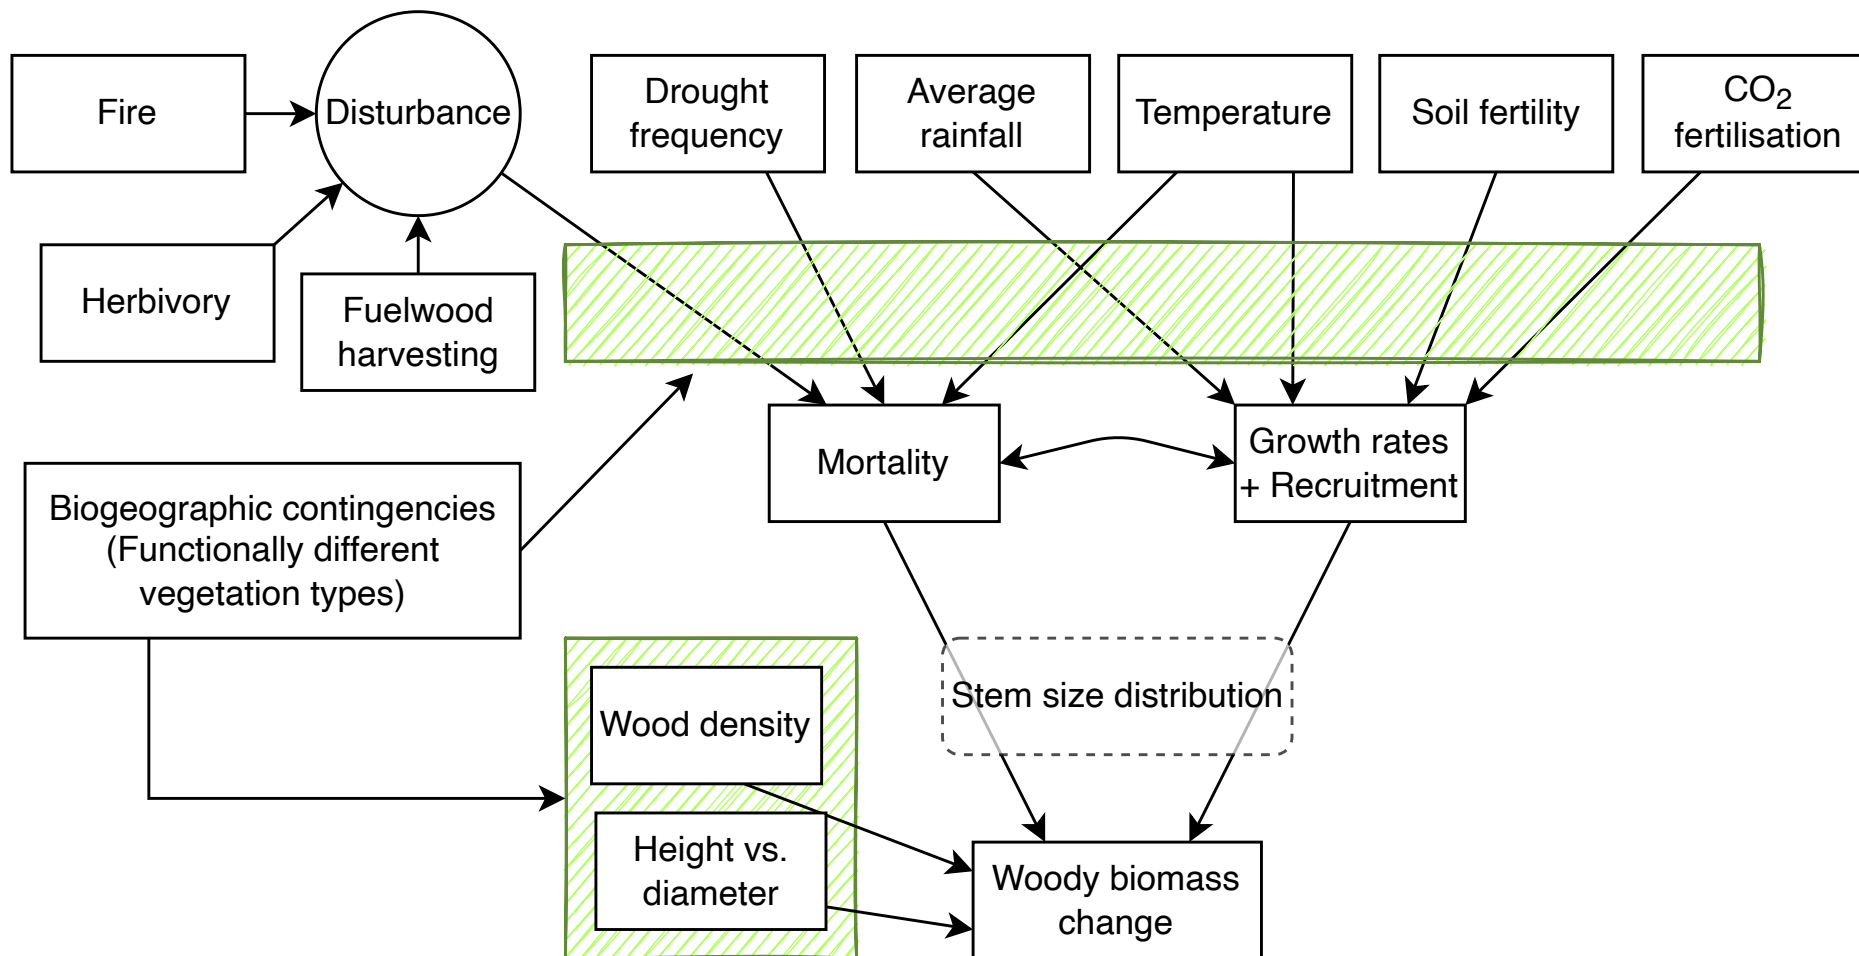 Fire
Disturbance
Drought
frequency
Average
rainfall
Temperature
Soil fertility
CO₂
fertilisation
Herbivory
Fuelwood
harvesting
Mortality
Growth rates
+ Recruitment
Biogeographic contingencies
(Functionally different
vegetation types)
Stem size distribution
Wood density
Height vs.
diameter
Woody biomass
change